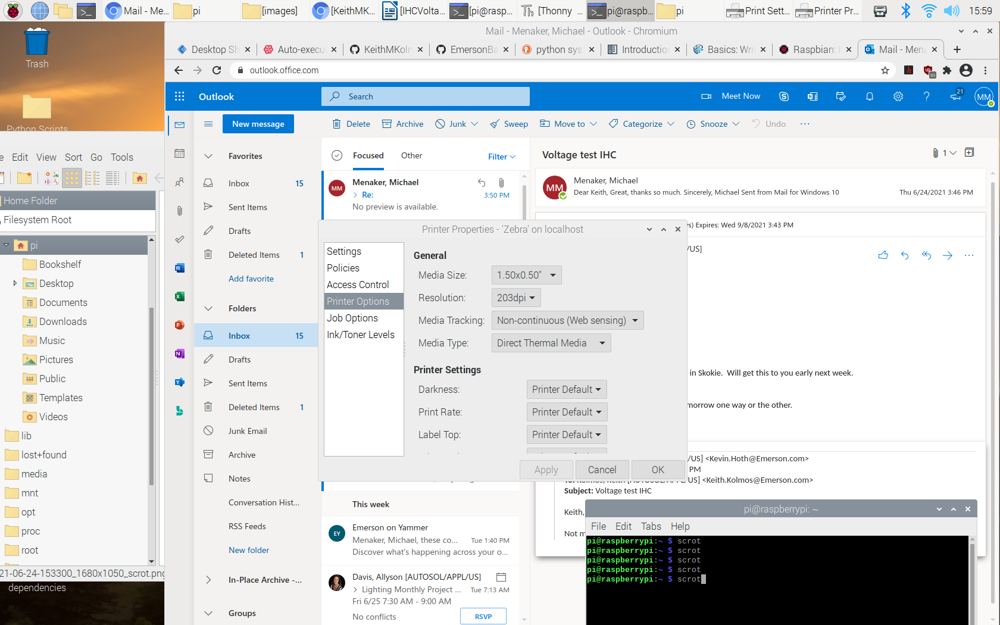 Mail - Me...
pi
[images]
[KeithMK...
[IHCVolta...
[pi@rasp...
[Thonny ...
pi@raspb...
pi
Print Sett...
Printer Pr...
15:59
Trash
Python Scripts
Mail - Menaker, Michael - Outlook - Chromium
Desktop Sh
Auto-execu
KeithMKoln
EmersonBa
python sys
Introduction
Basics: Writ
Raspbian:
Mail - Mena
outlook.office.com
Outlook
Search
Meet Now
21
MM
New message
Delete
Archive
Junk
Sweep
Move to
Categorize
Snooze
Undo
Edit View Sort Go Tools
Home Folder
Filesystem Root
pi
Bookshelf
Desktop
Documents
Downloads
Music
Pictures
Public
Templates
Videos
lib
lost+found
media
mnt
opt
proc
root
21-06-24-153300_1680x1050_scrot.png
dependencies
Favorites
Inbox 15
Sent Items
Drafts
Deleted Items 1
Add favorite
Folders
Inbox 15
Drafts
Sent Items
Deleted Items 1
Junk Email
Archive
Notes
Conversation Hist...
RSS Feeds
New folder
In-Place Archive -...
Groups
Focused Other Filter
MM
Menaker, Michael
Re: 3:50 PM
No preview is available.
This week
EY
Emerson on Yammer
Menaker, Michael, these co... Tue 1:40 PM
Discover what's happening across your o...
Davis, Allyson [AUTOSOL/APPL/US]
Lighting Monthly Project ... Tue 7:13 AM
Fri 6/25 7:30 AM - 9:00 AM
No conflicts RSVP
Voltage test IHC
1
MM
Menaker, Michael
Dear Keith, Great, thanks so much. Sincerely, Michael Sent from Mail for Windows 10 Thu 6/24/2021 3:46 PM
s) Expires: Wed 9/8/2021 3:43 PM
/US]
in Skokie. Will get this to you early next week.
morrow one way or the other.
/US] <Kevin.Hoth@Emerson.com>
PM
To: Kolmos, Keith [AUTOSOL/APPL/US] <Keith.Kolmos@Emerson.com>
Subject: Voltage test IHC
Keith,
Not m
Printer Properties - 'Zebra' on localhost
Settings
Policies
Access Control
Printer Options
Job Options
Ink/Toner Levels
General
Media Size: 1.50x0.50"
Resolution: 203dpi
Media Tracking: Non-continuous (Web sensing)
Media Type: Direct Thermal Media
Printer Settings
Darkness: Printer Default
Print Rate: Printer Default
Label Top: Printer Default
Apply Cancel OK
pi@raspberrypi: ~
File Edit Tabs Help
pi@raspberrypi:~ $ scrot
pi@raspberrypi:~ $ scrot
pi@raspberrypi:~ $ scrot
pi@raspberrypi:~ $ scrot
pi@raspberrypi:~ $ scrot